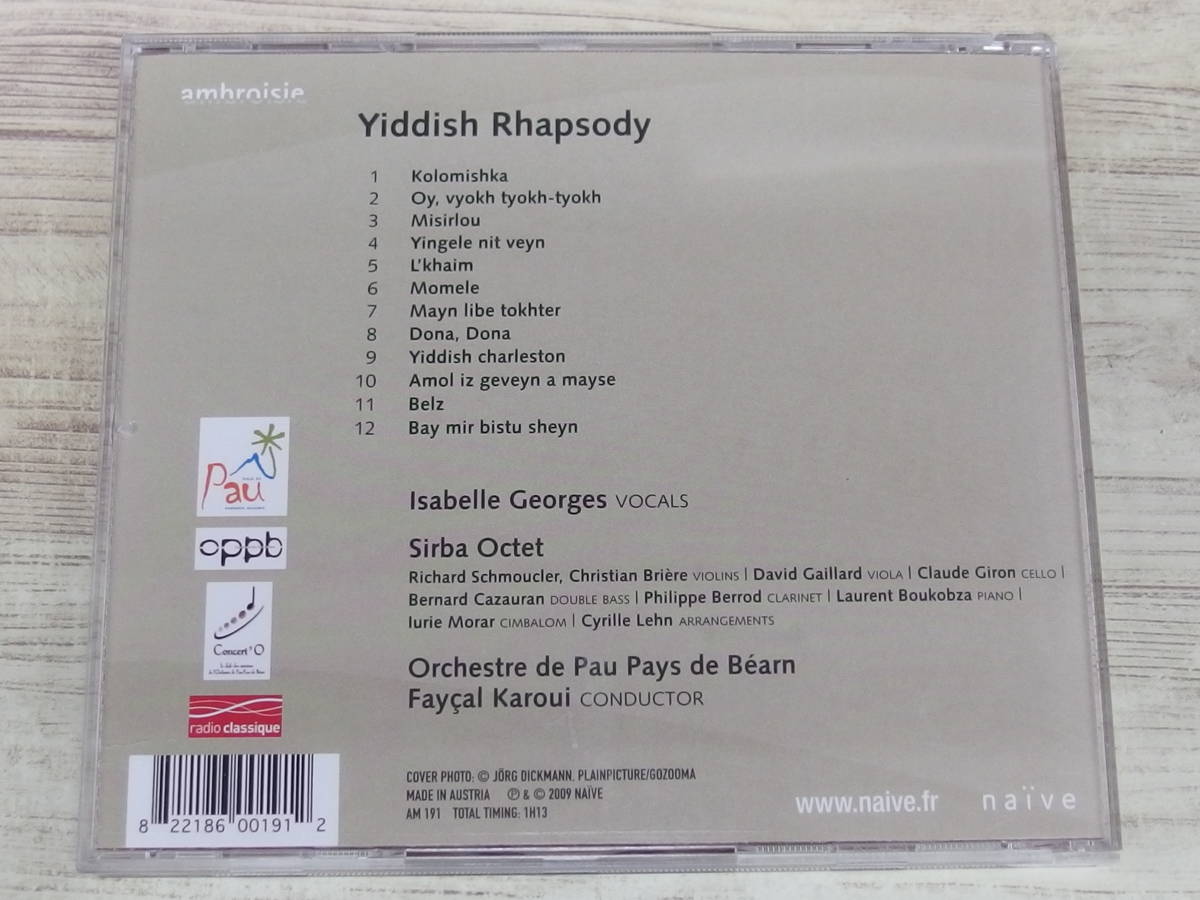 ambroisie
Yiddish Rhapsody
1 Kolomishka
2 Oy, vyokh tyokh-tyokh
3 Misirlou
4 Yingele nit veyn
5 L'khaim
6 Momele
7 Mayn libe tokhter
8 Dona, Dona
9 Yiddish charleston
10 Amol iz geveyn a mayse
11 Belz
12 Bay mir bistu sheyn
Pau
oppb
Concert'O
radio classique
Isabelle Georges VOCALS
Sirba Octet
Richard Schmoucler, Christian Brière VIOLINS | David Gaillard VIOLA | Claude Giron CELLO |
Bernard Cazauran DOUBLE BASS | Philippe Berrod CLARINET | Laurent Boukobza PIANO |
Iurie Morar CIMBALOM | Cyrille Lehn ARRANGEMENTS
Orchestre de Pau Pays de Béarn
Fayçal Karoui CONDUCTOR
COVER PHOTO: © JÖRG DICKMANN. PLAINPICTURE/GOZOOMA
MADE IN AUSTRIA ℗ & © 2009 NAÏVE
AM 191 TOTAL TIMING: 1H13
8 22186 00191 2
www.naive.fr naïve